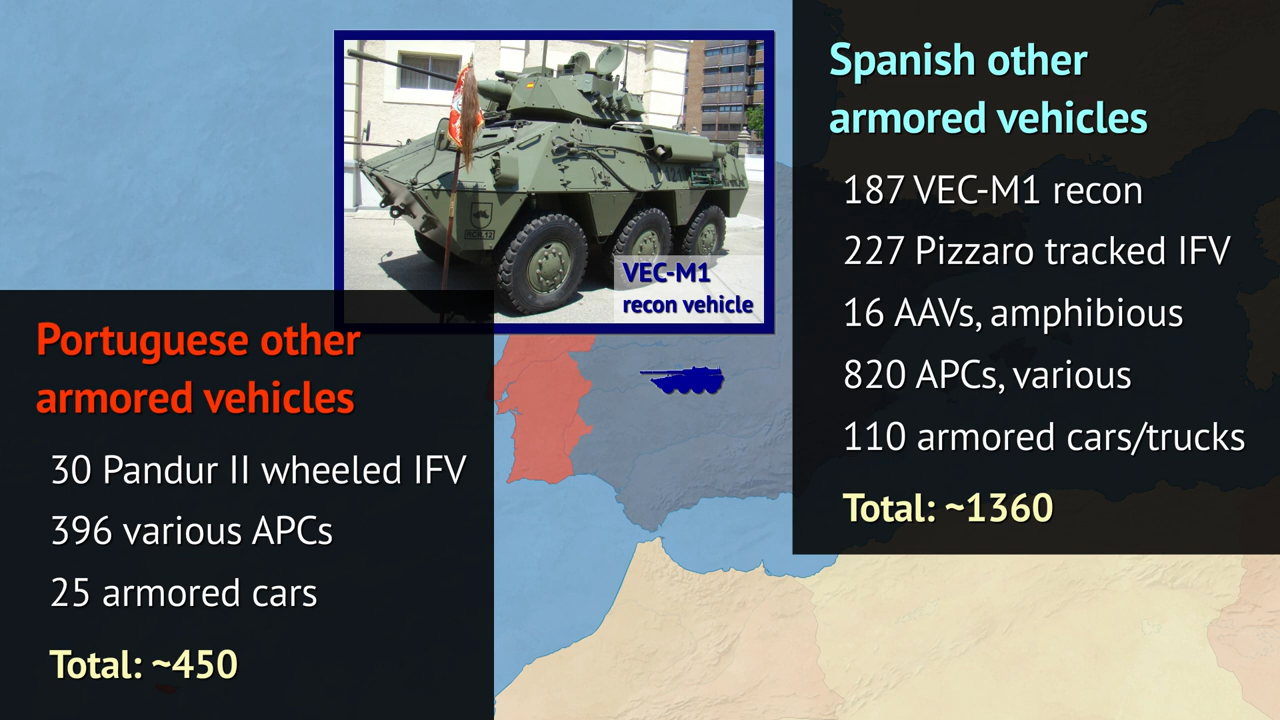 Spanish other
armored vehicles
187 VEC-M1 recon
227 Pizzaro tracked IFV
16 AAVs, amphibious
820 APCs, various
110 armored cars/trucks
Total: ~1360
VEC-M1
recon vehicle
Portuguese other
armored vehicles
30 Pandur II wheeled IFV
396 various APCs
25 armored cars
Total: ~450